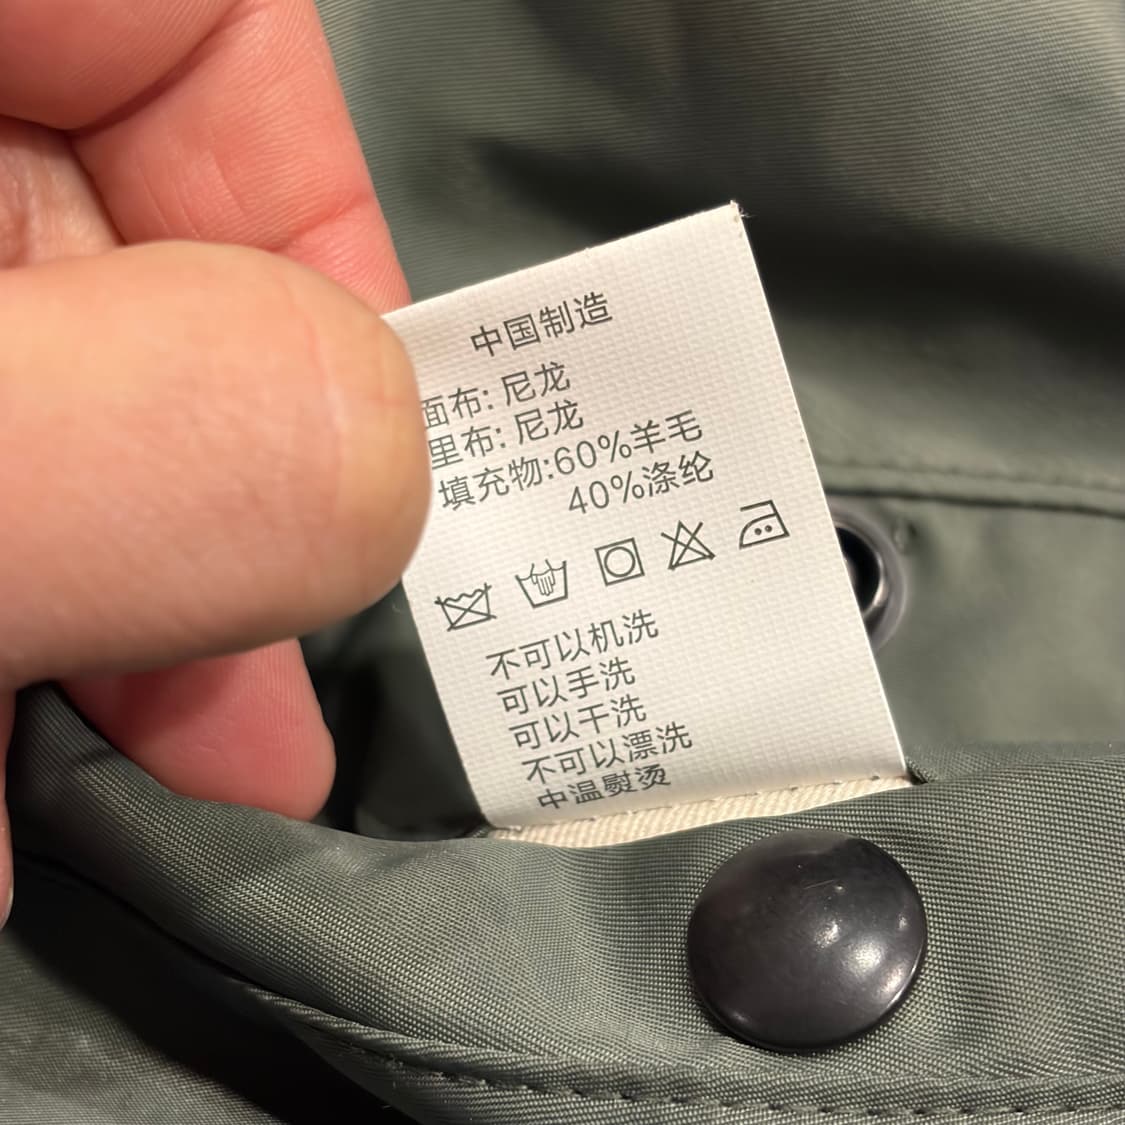 中国制造
面布: 尼龙
里布: 尼龙
填充物:60%羊毛
40%涤纶
不可以机洗
可以手洗
可以干洗
不可以漂洗
中温熨烫